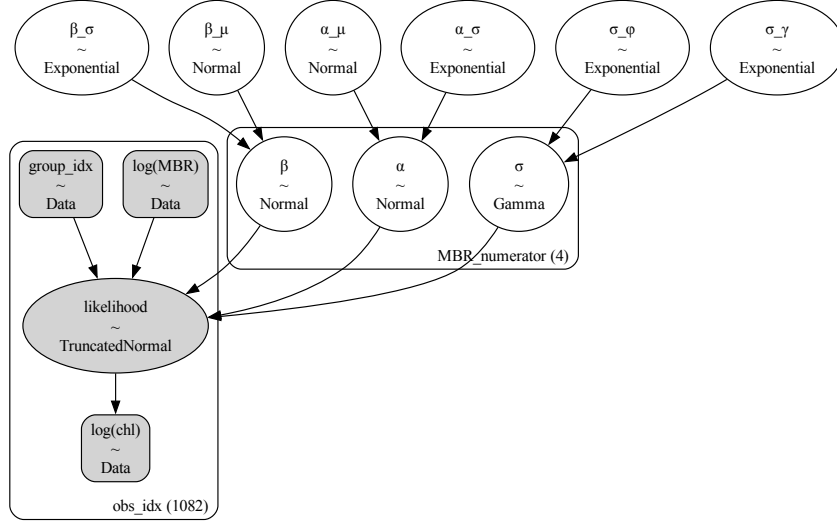 β_σ
~
Exponential
β_μ
~
Normal
α_μ
~
Normal
α_σ
~
Exponential
σ_φ
~
Exponential
σ_γ
~
Exponential
group_idx
~
Data
log(MBR)
~
Data
β
~
Normal
α
~
Normal
σ
~
Gamma
MBR_numerator (4)
likelihood
~
TruncatedNormal
log(chl)
~
Data
obs_idx (1082)